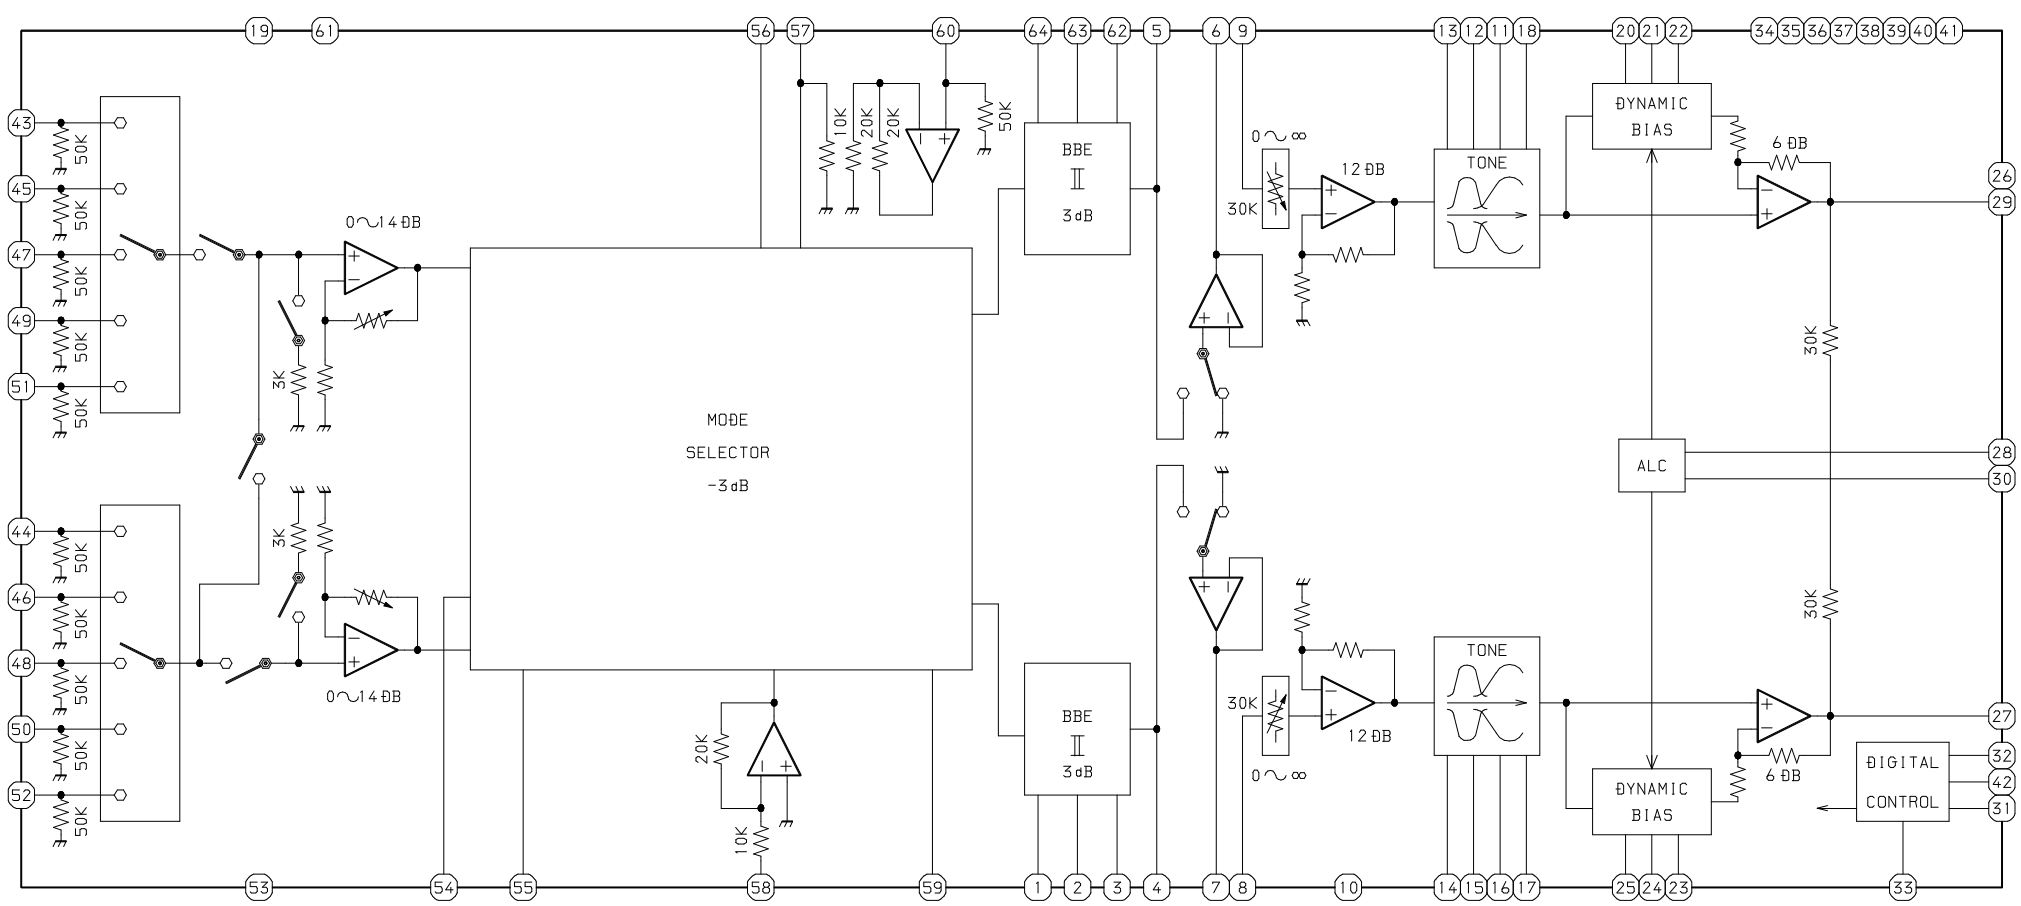 19 61 56 57 60 64 63 62 5 6 9 13 12 11 18 20 21 22 34 35 36 37 38 39 40 41
43 50K
45 50K
47 50K
49 50K
51 50K
0~14DB
+
−
3K
10K 20K 20K
− +
50K
BBE
II
3dB
0~∞
30K
12DB
+
−
TONE
DYNAMIC
BIAS
6DB
−
+
26
29
+ −
30K
MODE
SELECTOR
-3dB
ALC
28
30
44 50K
46 50K
48 50K
50 50K
52 50K
3K
−
+
0~14DB
20K
− +
10K
BBE
II
3dB
+ −
30K
0~∞
−
+
12DB
TONE
DYNAMIC
BIAS
30K
+
−
6DB
27
DIGITAL
CONTROL
32
42
31
53 54 55 58 59 1 2 3 4 7 8 10 14 15 16 17 25 24 23 33